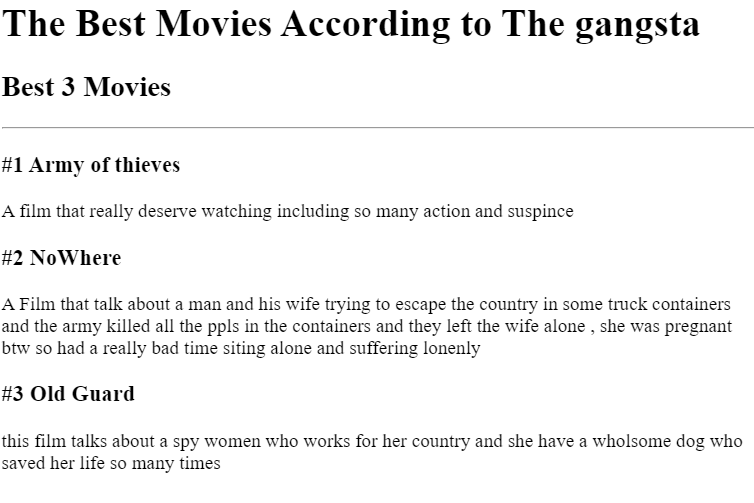 The Best Movies According to The gangsta
Best 3 Movies
#1 Army of thieves
A film that really deserve watching including so many action and suspince
#2 NoWhere
A Film that talk about a man and his wife trying to escape the country in some truck containers
and the army killed all the ppls in the containers and they left the wife alone , she was pregnant
btw so had a really bad time siting alone and suffering lonenly
#3 Old Guard
this film talks about a spy women who works for her country and she have a wholsome dog who
saved her life so many times